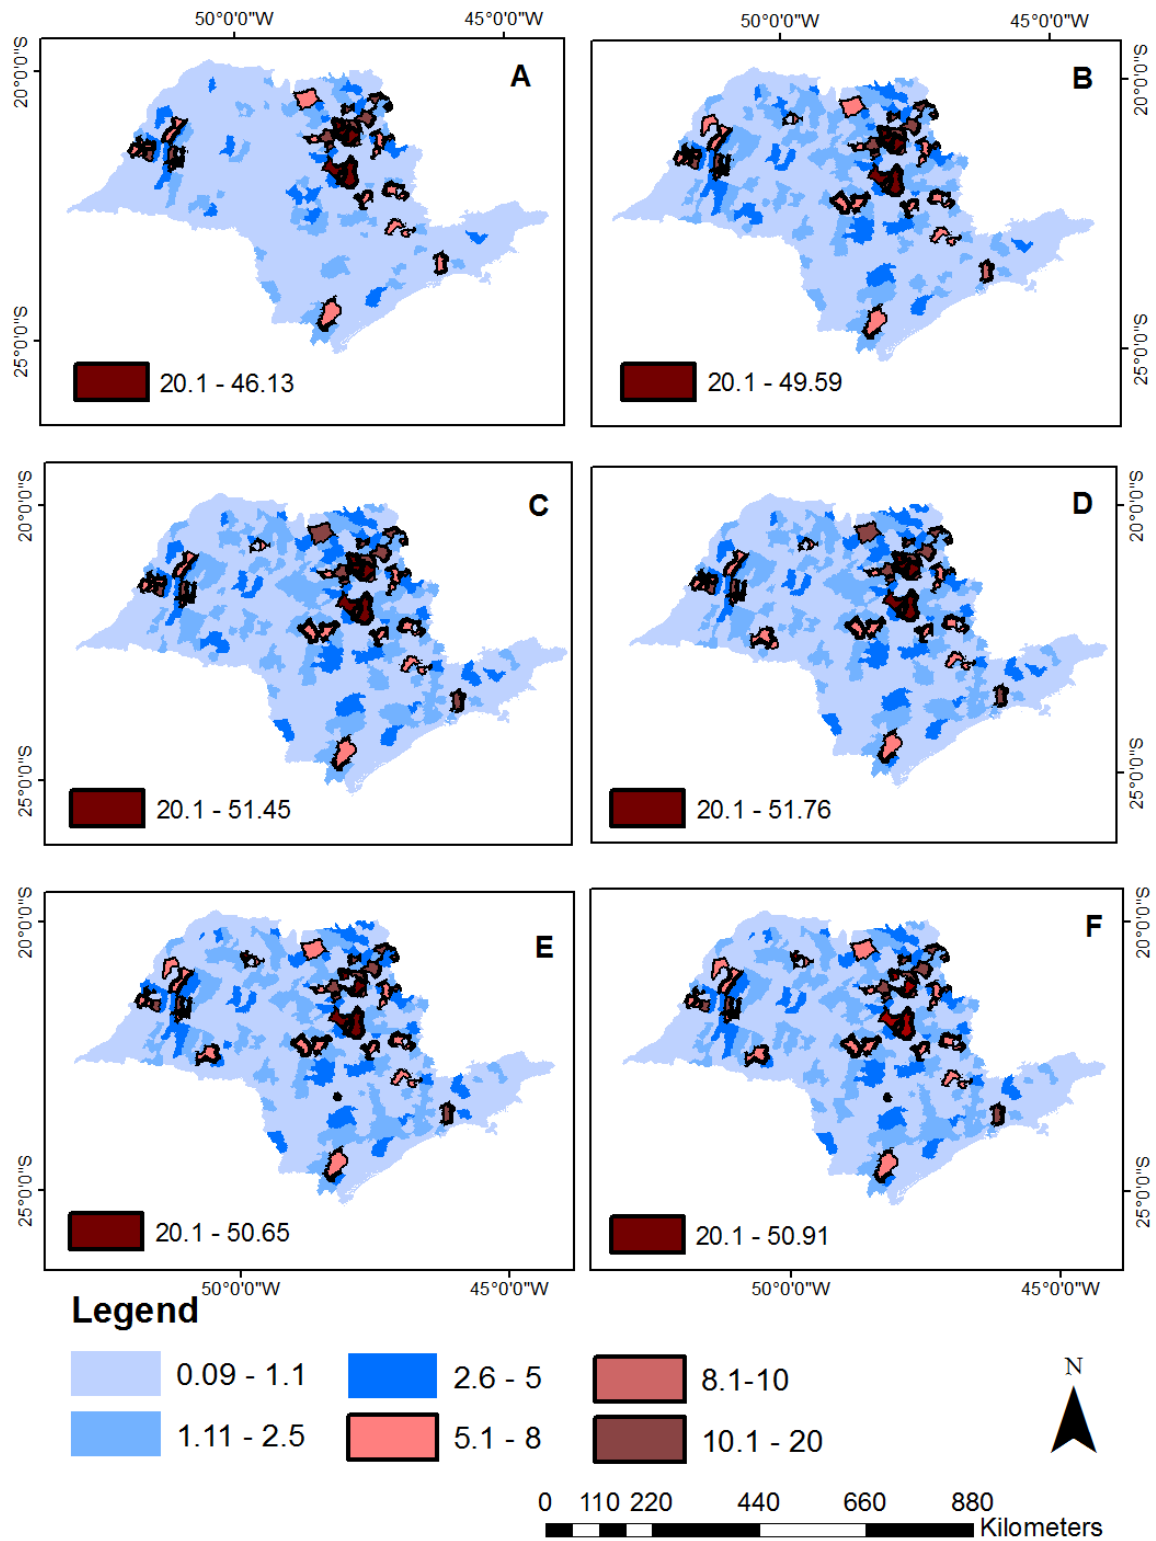 50°0'0"W 45°0'0"W 50°0'0"W 45°0'0"W
20°0'0"S
A
B
20°0'0"S
25°0'0"S
25°0'0"S
20.1 - 46.13
20.1 - 49.59
20°0'0"S
C
D
20°0'0"S
25°0'0"S
25°0'0"S
20.1 - 51.45
20.1 - 51.76
20°0'0"S
E
F
20°0'0"S
25°0'0"S
25°0'0"S
20.1 - 50.65
20.1 - 50.91
50°0'0"W 45°0'0"W 50°0'0"W 45°0'0"W
Legend
0.09 - 1.1
2.6 - 5
8.1-10
1.11 - 2.5
5.1 - 8
10.1 - 20
N
0 110 220 440 660 880
Kilometers